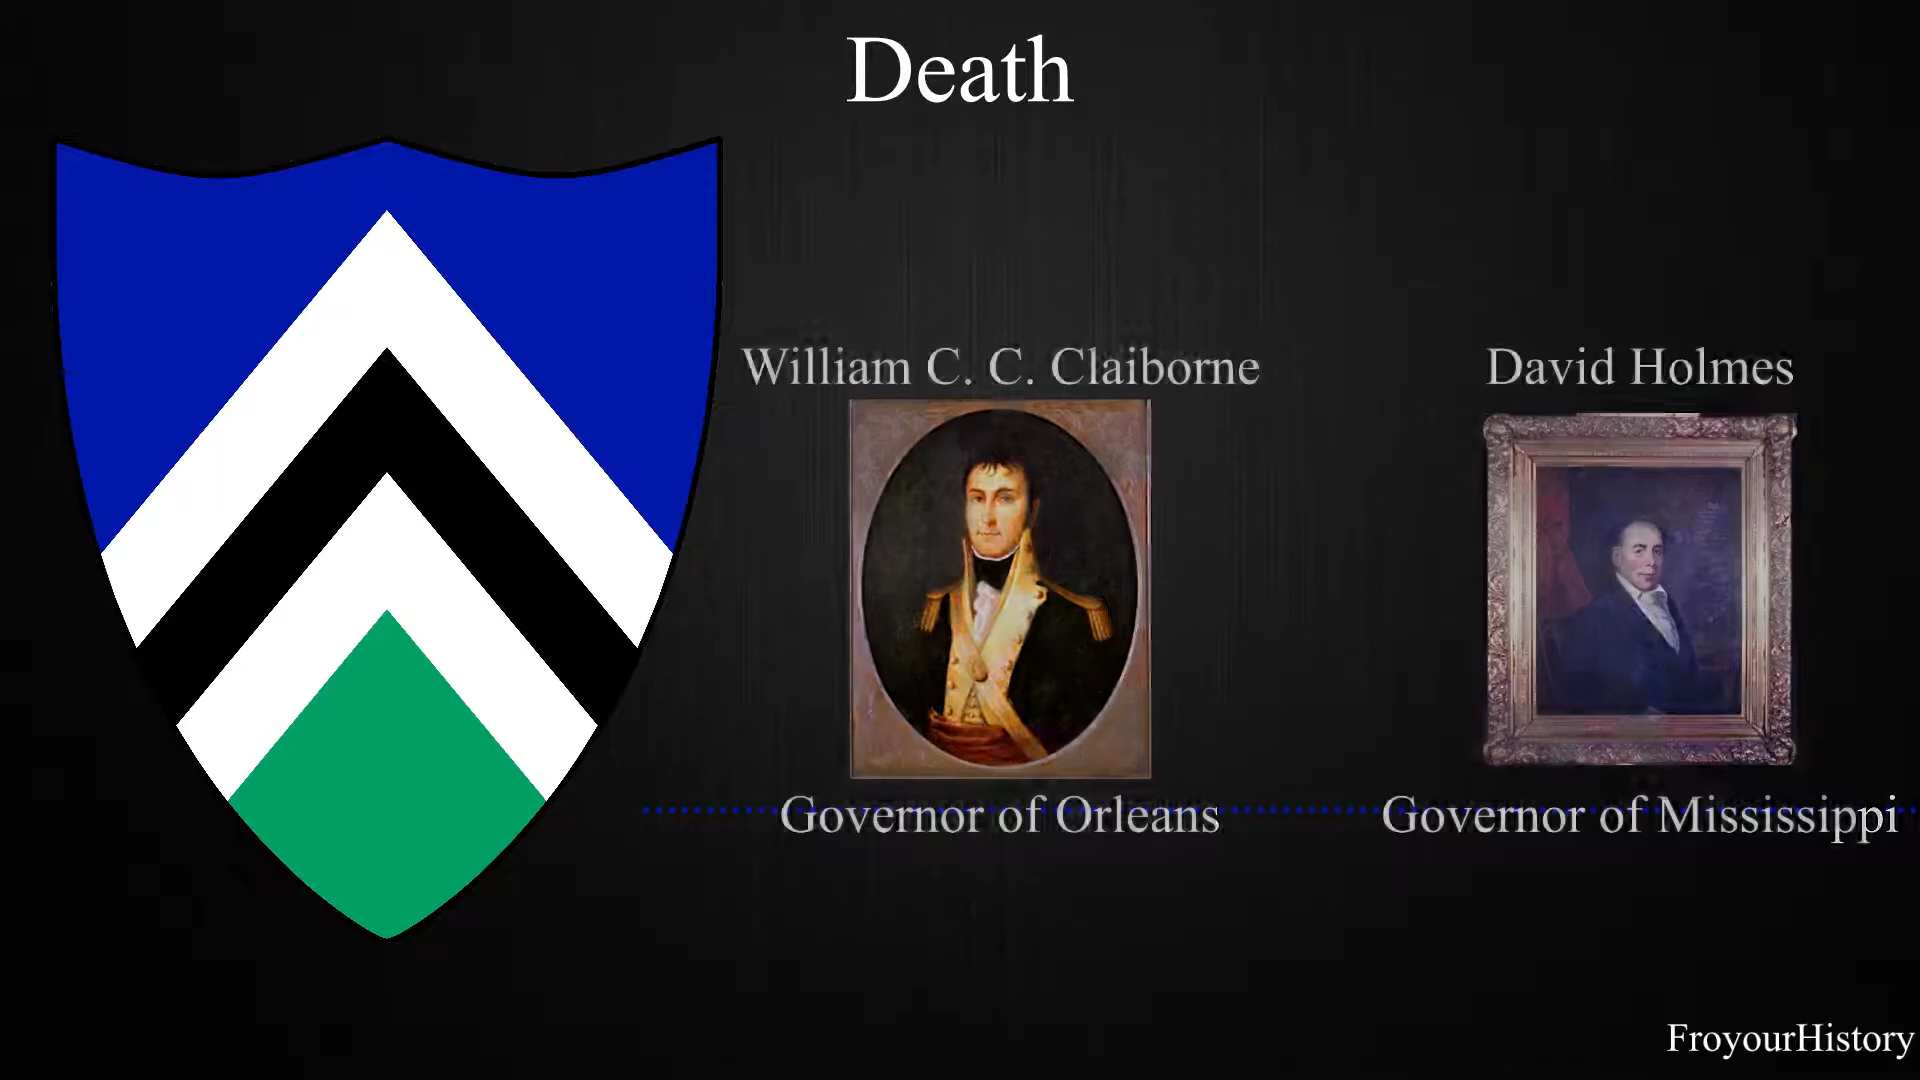 Death
William C. C. Claiborne
David Holmes
Governor of Orleans
Governor of Mississippi
FroyourHistory